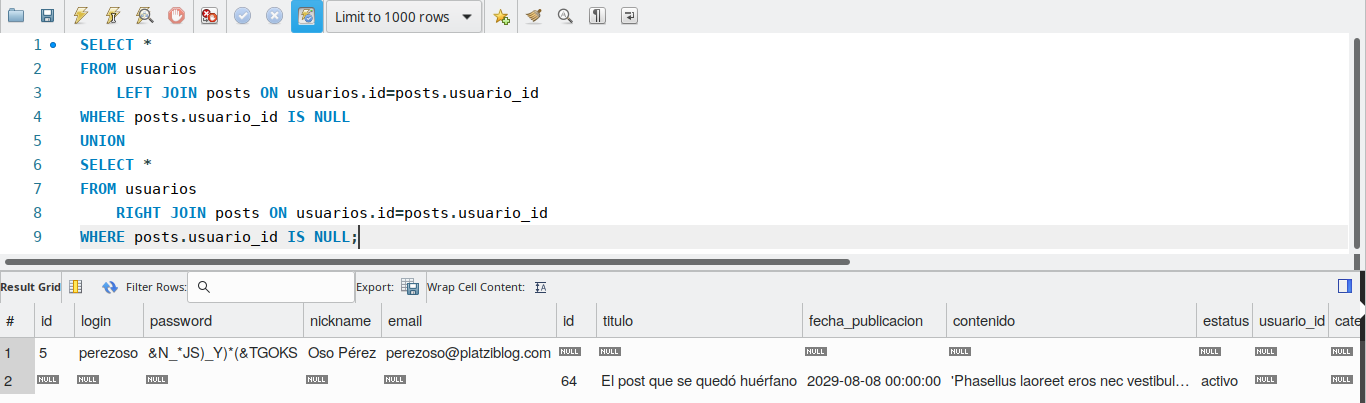 Limit to 1000 rows
1 SELECT *
2 FROM usuarios
3 LEFT JOIN posts ON usuarios.id=posts.usuario_id
4 WHERE posts.usuario_id IS NULL
5 UNION
6 SELECT *
7 FROM usuarios
8 RIGHT JOIN posts ON usuarios.id=posts.usuario_id
9 WHERE posts.usuario_id IS NULL;
Result Grid Filter Rows: Export: Wrap Cell Content: IA
# id login password nickname email id titulo fecha_publicacion contenido estatus usuario_id cate
1 5 perezoso &N_*JS)_Y)*(&TGOKS Oso Pérez perezoso@platziblog.com NULL NULL NULL NULL NULL NULL NULL
2 NULL NULL NULL NULL NULL 64 El post que se quedó huérfano 2029-08-08 00:00:00 'Phasellus laoreet eros nec vestibul... activo NULL NULL